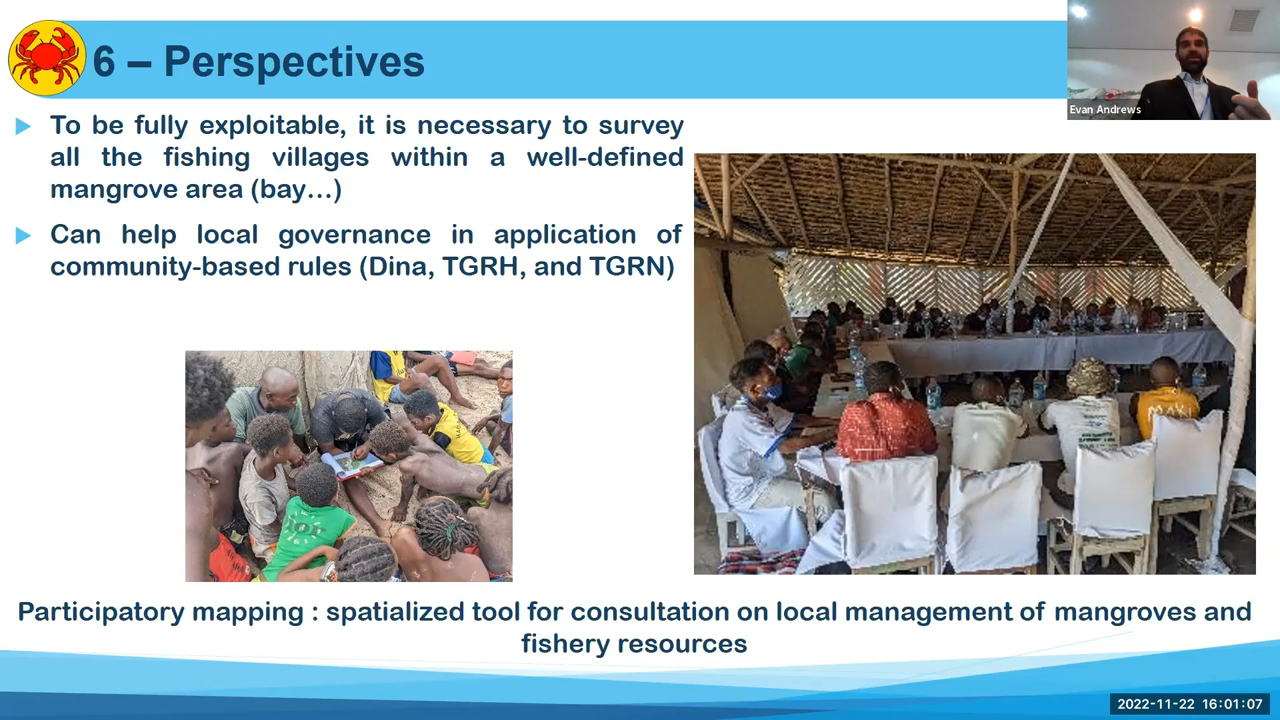 6 – Perspectives
Evan Andrews
To be fully exploitable, it is necessary to survey
all the fishing villages within a well-defined
mangrove area (bay…)
Can help local governance in application of
community-based rules (Dina, TGRH, and TGRN)
Participatory mapping : spatialized tool for consultation on local management of mangroves and
fishery resources
2022-11-22 16:01:07